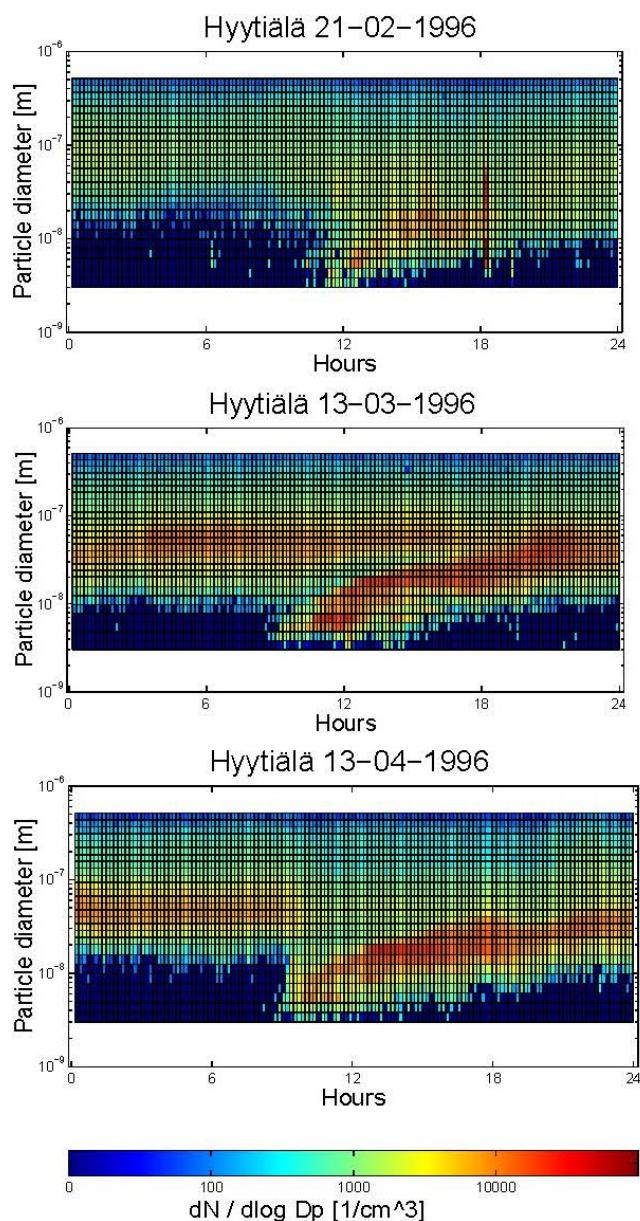 Hyytiälä 21-02-1996
10^-6
10^-7
10^-8
10^-9
Particle diameter [m]
0 6 12 18 24
Hours
Hyytiälä 13-03-1996
10^-6
10^-7
10^-8
10^-9
Particle diameter [m]
0 6 12 18 24
Hours
Hyytiälä 13-04-1996
10^-6
10^-7
10^-8
10^-9
Particle diameter [m]
0 6 12 18 24
Hours
0 100 1000 10000
dN / dlog Dp [1/cm^3]